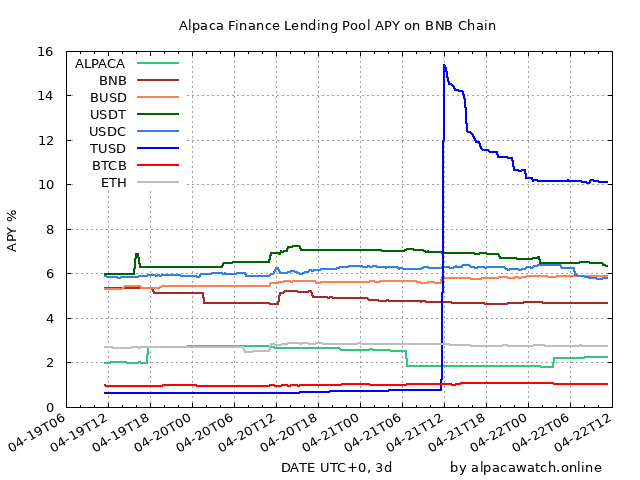 Alpaca Finance Lending Pool APY on BNB Chain
16
14
12
10
8
6
4
2
0
APY %
ALPACA
BNB
BUSD
USDT
USDC
TUSD
BTCB
ETH
04-19T06
04-19T12
04-19T18
04-20T00
04-20T06
04-20T12
04-20T18
04-21T00
04-21T06
04-21T12
04-21T18
04-22T00
04-22T06
04-22T12
DATE UTC+0, 3d
by alpacawatch.online